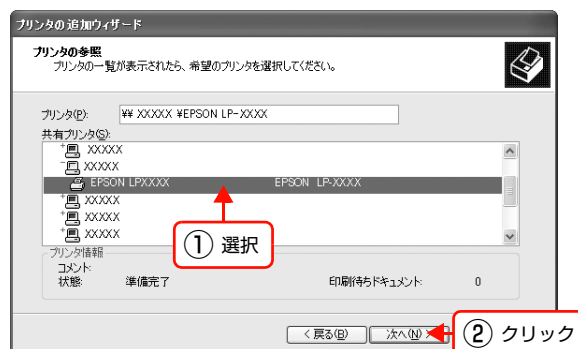 プリンタの追加ウィザード
プリンタの参照
プリンタの一覧が表示されたら、希望のプリンタを選択してください。
プリンタ(P): ¥¥ XXXXX ¥EPSON LP-XXXX
共有プリンタ(S):
XXXXX
XXXXX
EPSON LPXXXX EPSON LP-XXXX
XXXXX
XXXXX
XXXXX
① 選択
プリンタ情報
コメント:
状態: 準備完了 印刷待ちドキュメント: 0
< 戻る(B) 次へ(N) >
② クリック